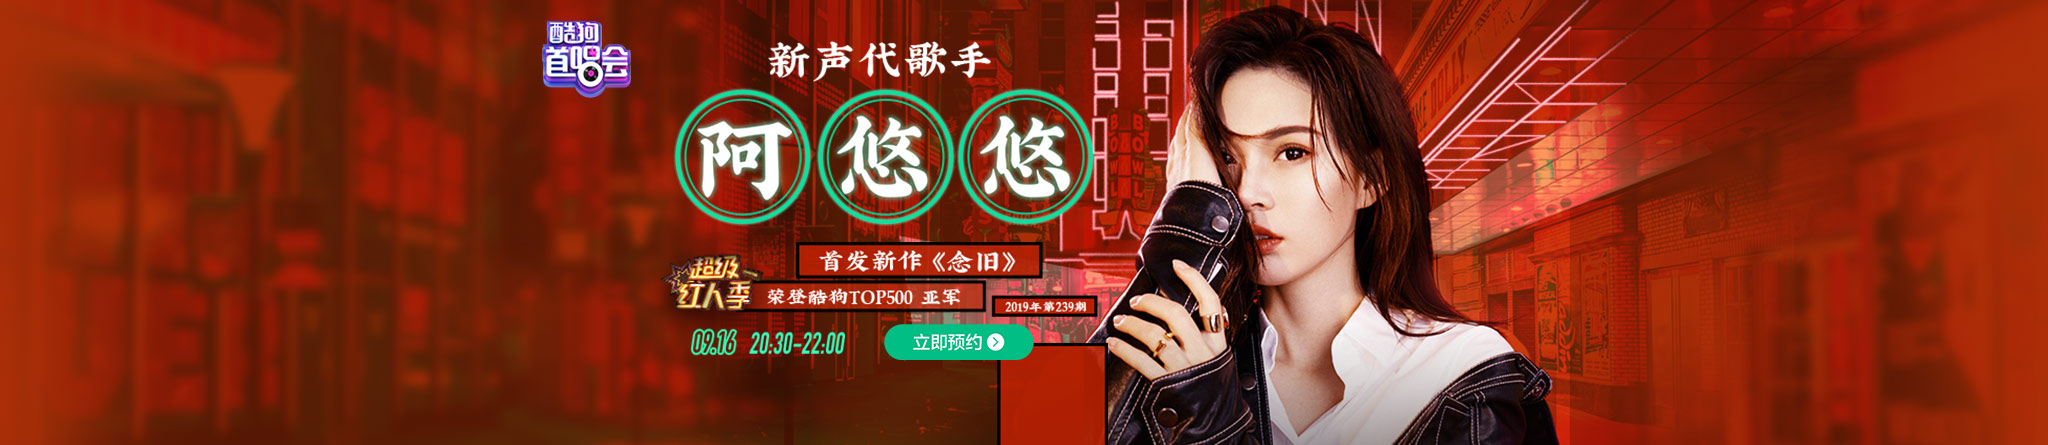 酷狗
首唱会
新声代歌手
阿悠悠
首发新作《念旧》
超级
红人季
荣登酷狗TOP500 亚军
2019年第239期
09.16 20:30-22:00
立即预约
BOWL
BOWL